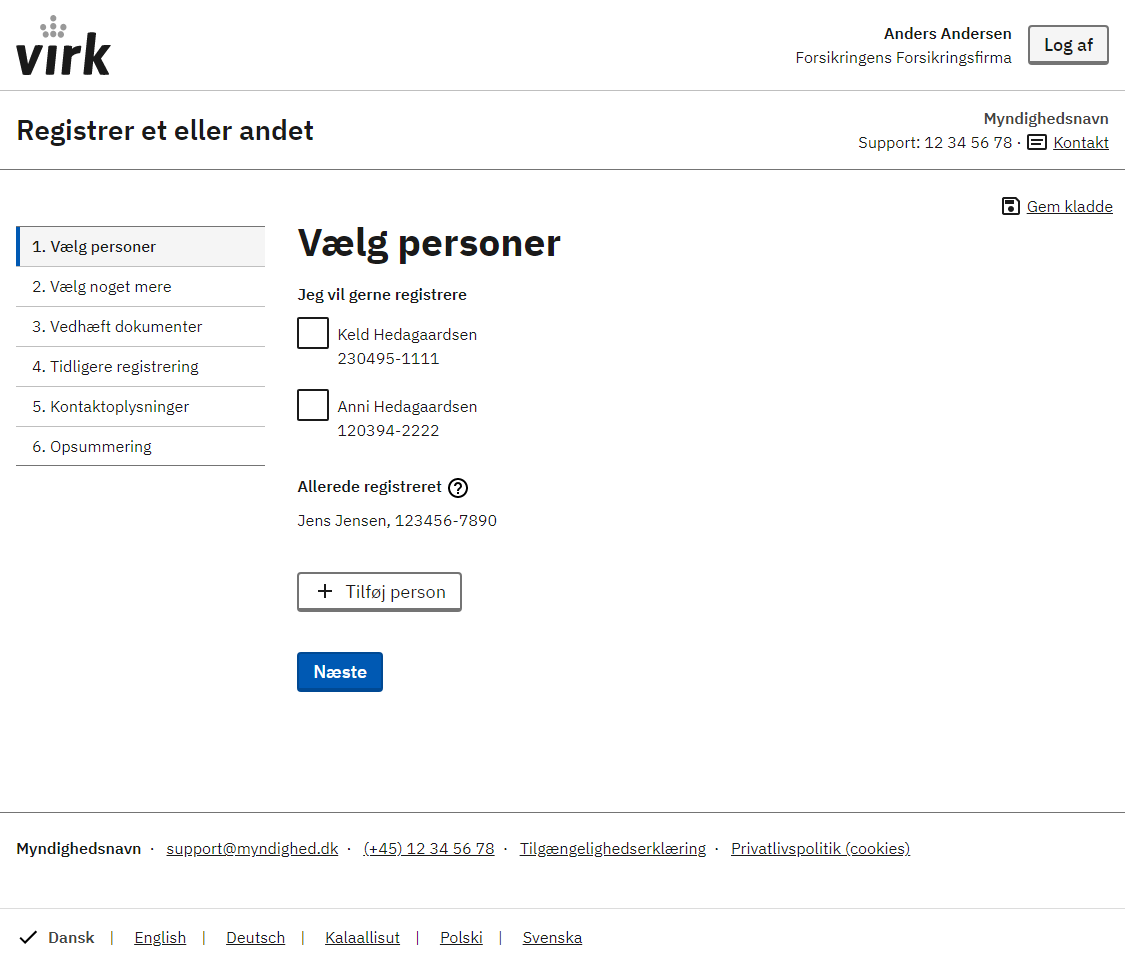 virk
Anders Andersen
Forsikringens Forsikringsfirma
Log af
Registrer et eller andet
Myndighedsnavn
Support: 12 34 56 78 · Kontakt
Gem kladde
1. Vælg personer
2. Vælg noget mere
3. Vedhæft dokumenter
4. Tidligere registrering
5. Kontaktoplysninger
6. Opsummering
Vælg personer
Jeg vil gerne registrere
Keld Hedagaardsen
230495-1111
Anni Hedagaardsen
120394-2222
Allerede registreret ?
Jens Jensen, 123456-7890
+ Tilføj person
Næste
Myndighedsnavn · support@myndighed.dk · (+45) 12 34 56 78 · Tilgængelighedserklæring · Privatlivspolitik (cookies)
Dansk | English | Deutsch | Kalaallisut | Polski | Svenska